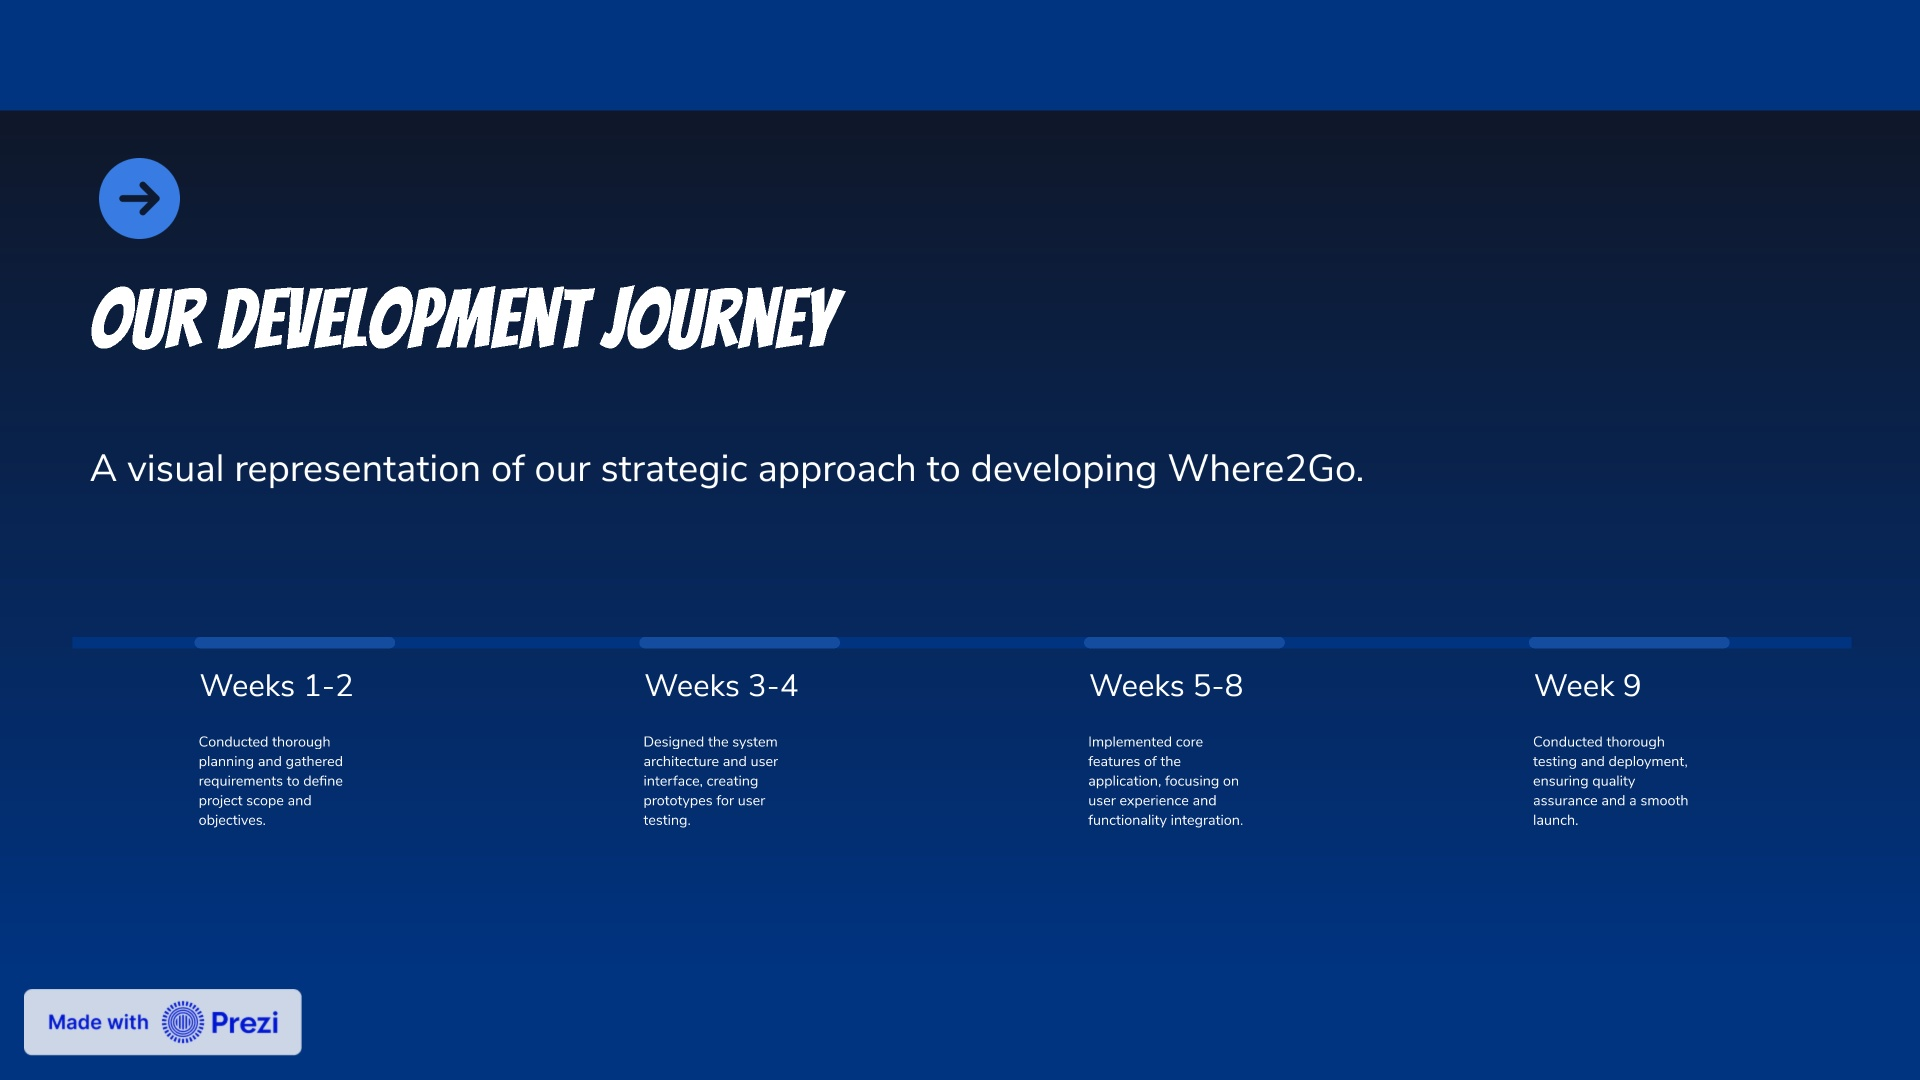 OUR DEVELOPMENT JOURNEY
A visual representation of our strategic approach to developing Where2Go.
Weeks 1-2
Conducted thorough
planning and gathered
requirements to define
project scope and
objectives.
Weeks 3-4
Designed the system
architecture and user
interface, creating
prototypes for user
testing.
Weeks 5-8
Implemented core
features of the
application, focusing on
user experience and
functionality integration.
Week 9
Conducted thorough
testing and deployment,
ensuring quality
assurance and a smooth
launch.
Made with Prezi